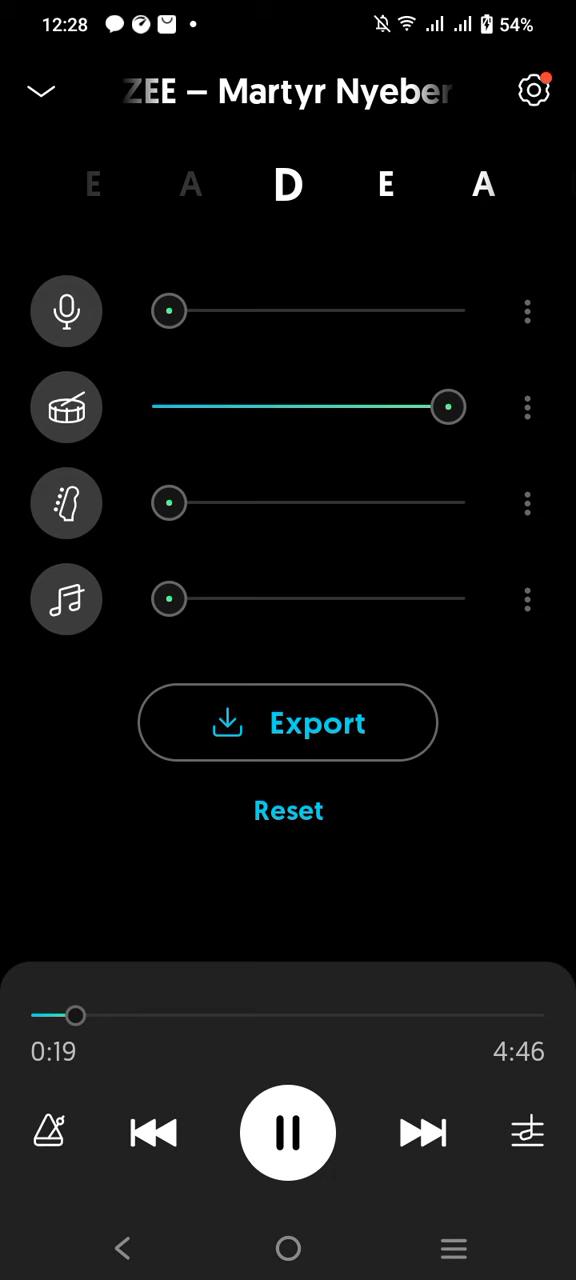 12:28 54%
ZEE – Martyr Nyeber
E A D E A
Export
Reset
0:19 4:46